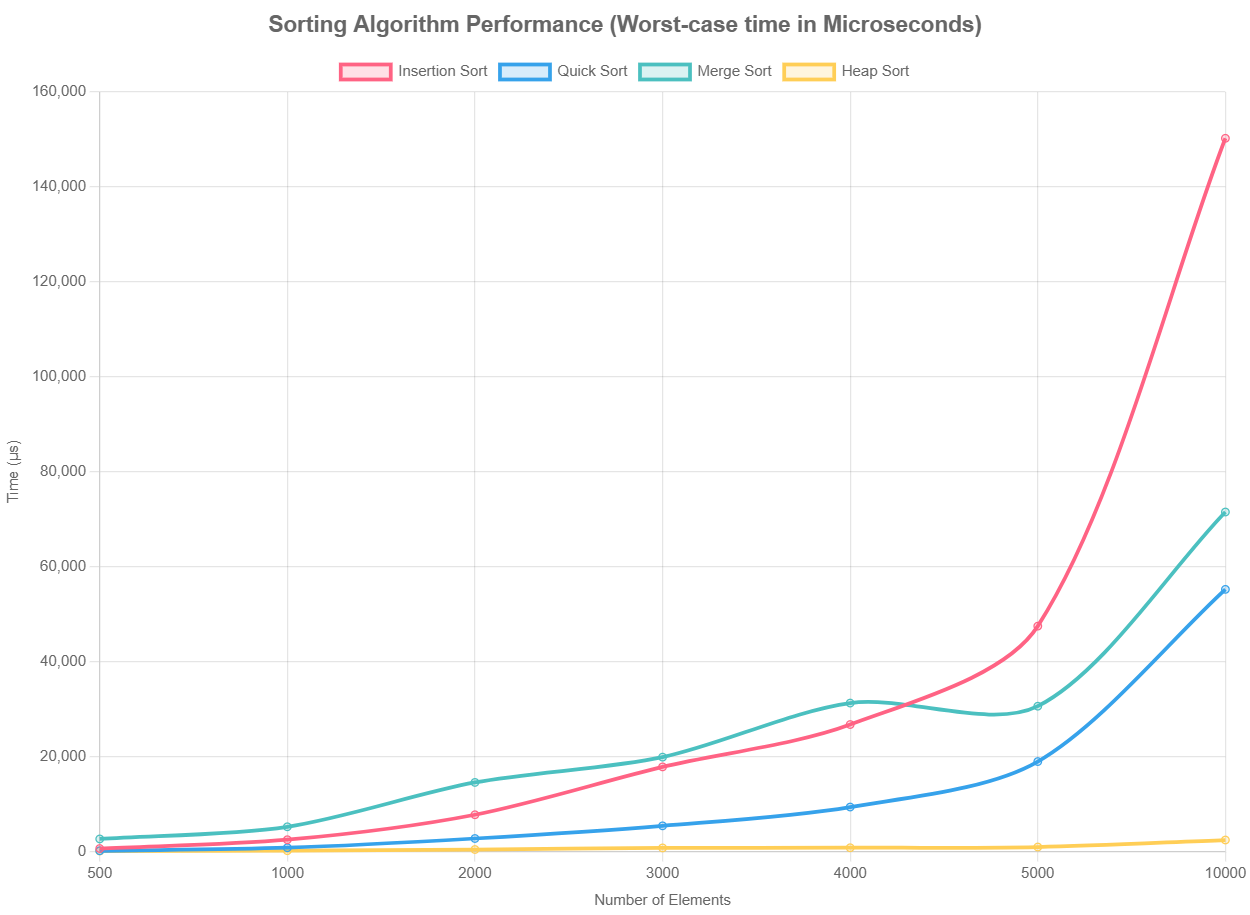 Sorting Algorithm Performance (Worst-case time in Microseconds)
Insertion Sort Quick Sort Merge Sort Heap Sort
160,000
140,000
120,000
100,000
80,000
60,000
40,000
20,000
0
Time (µs)
500 1000 2000 3000 4000 5000 10000
Number of Elements